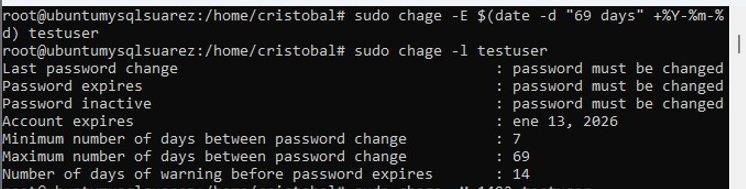 root@ubuntumysqlsuarez:/home/cristobal# sudo chage -E $(date -d "69 days" +%Y-%m-%
d) testuser
root@ubuntumysqlsuarez:/home/cristobal# sudo chage -l testuser
Last password change : password must be changed
Password expires : password must be changed
Password inactive : password must be changed
Account expires : ene 13, 2026
Minimum number of days between password change : 7
Maximum number of days between password change : 69
Number of days of warning before password expires : 14